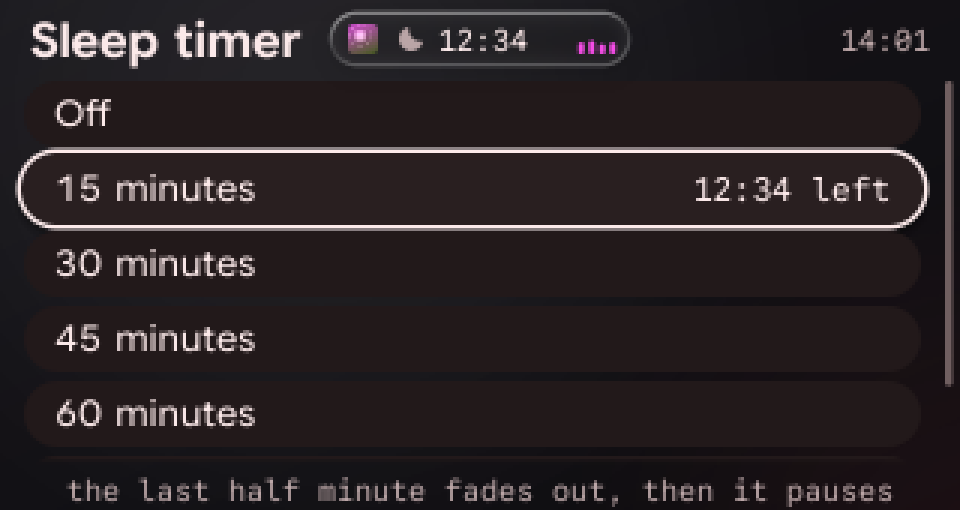 Sleep timer 12:34 14:01
Off
15 minutes 12:34 left
30 minutes
45 minutes
60 minutes
the last half minute fades out, then it pauses